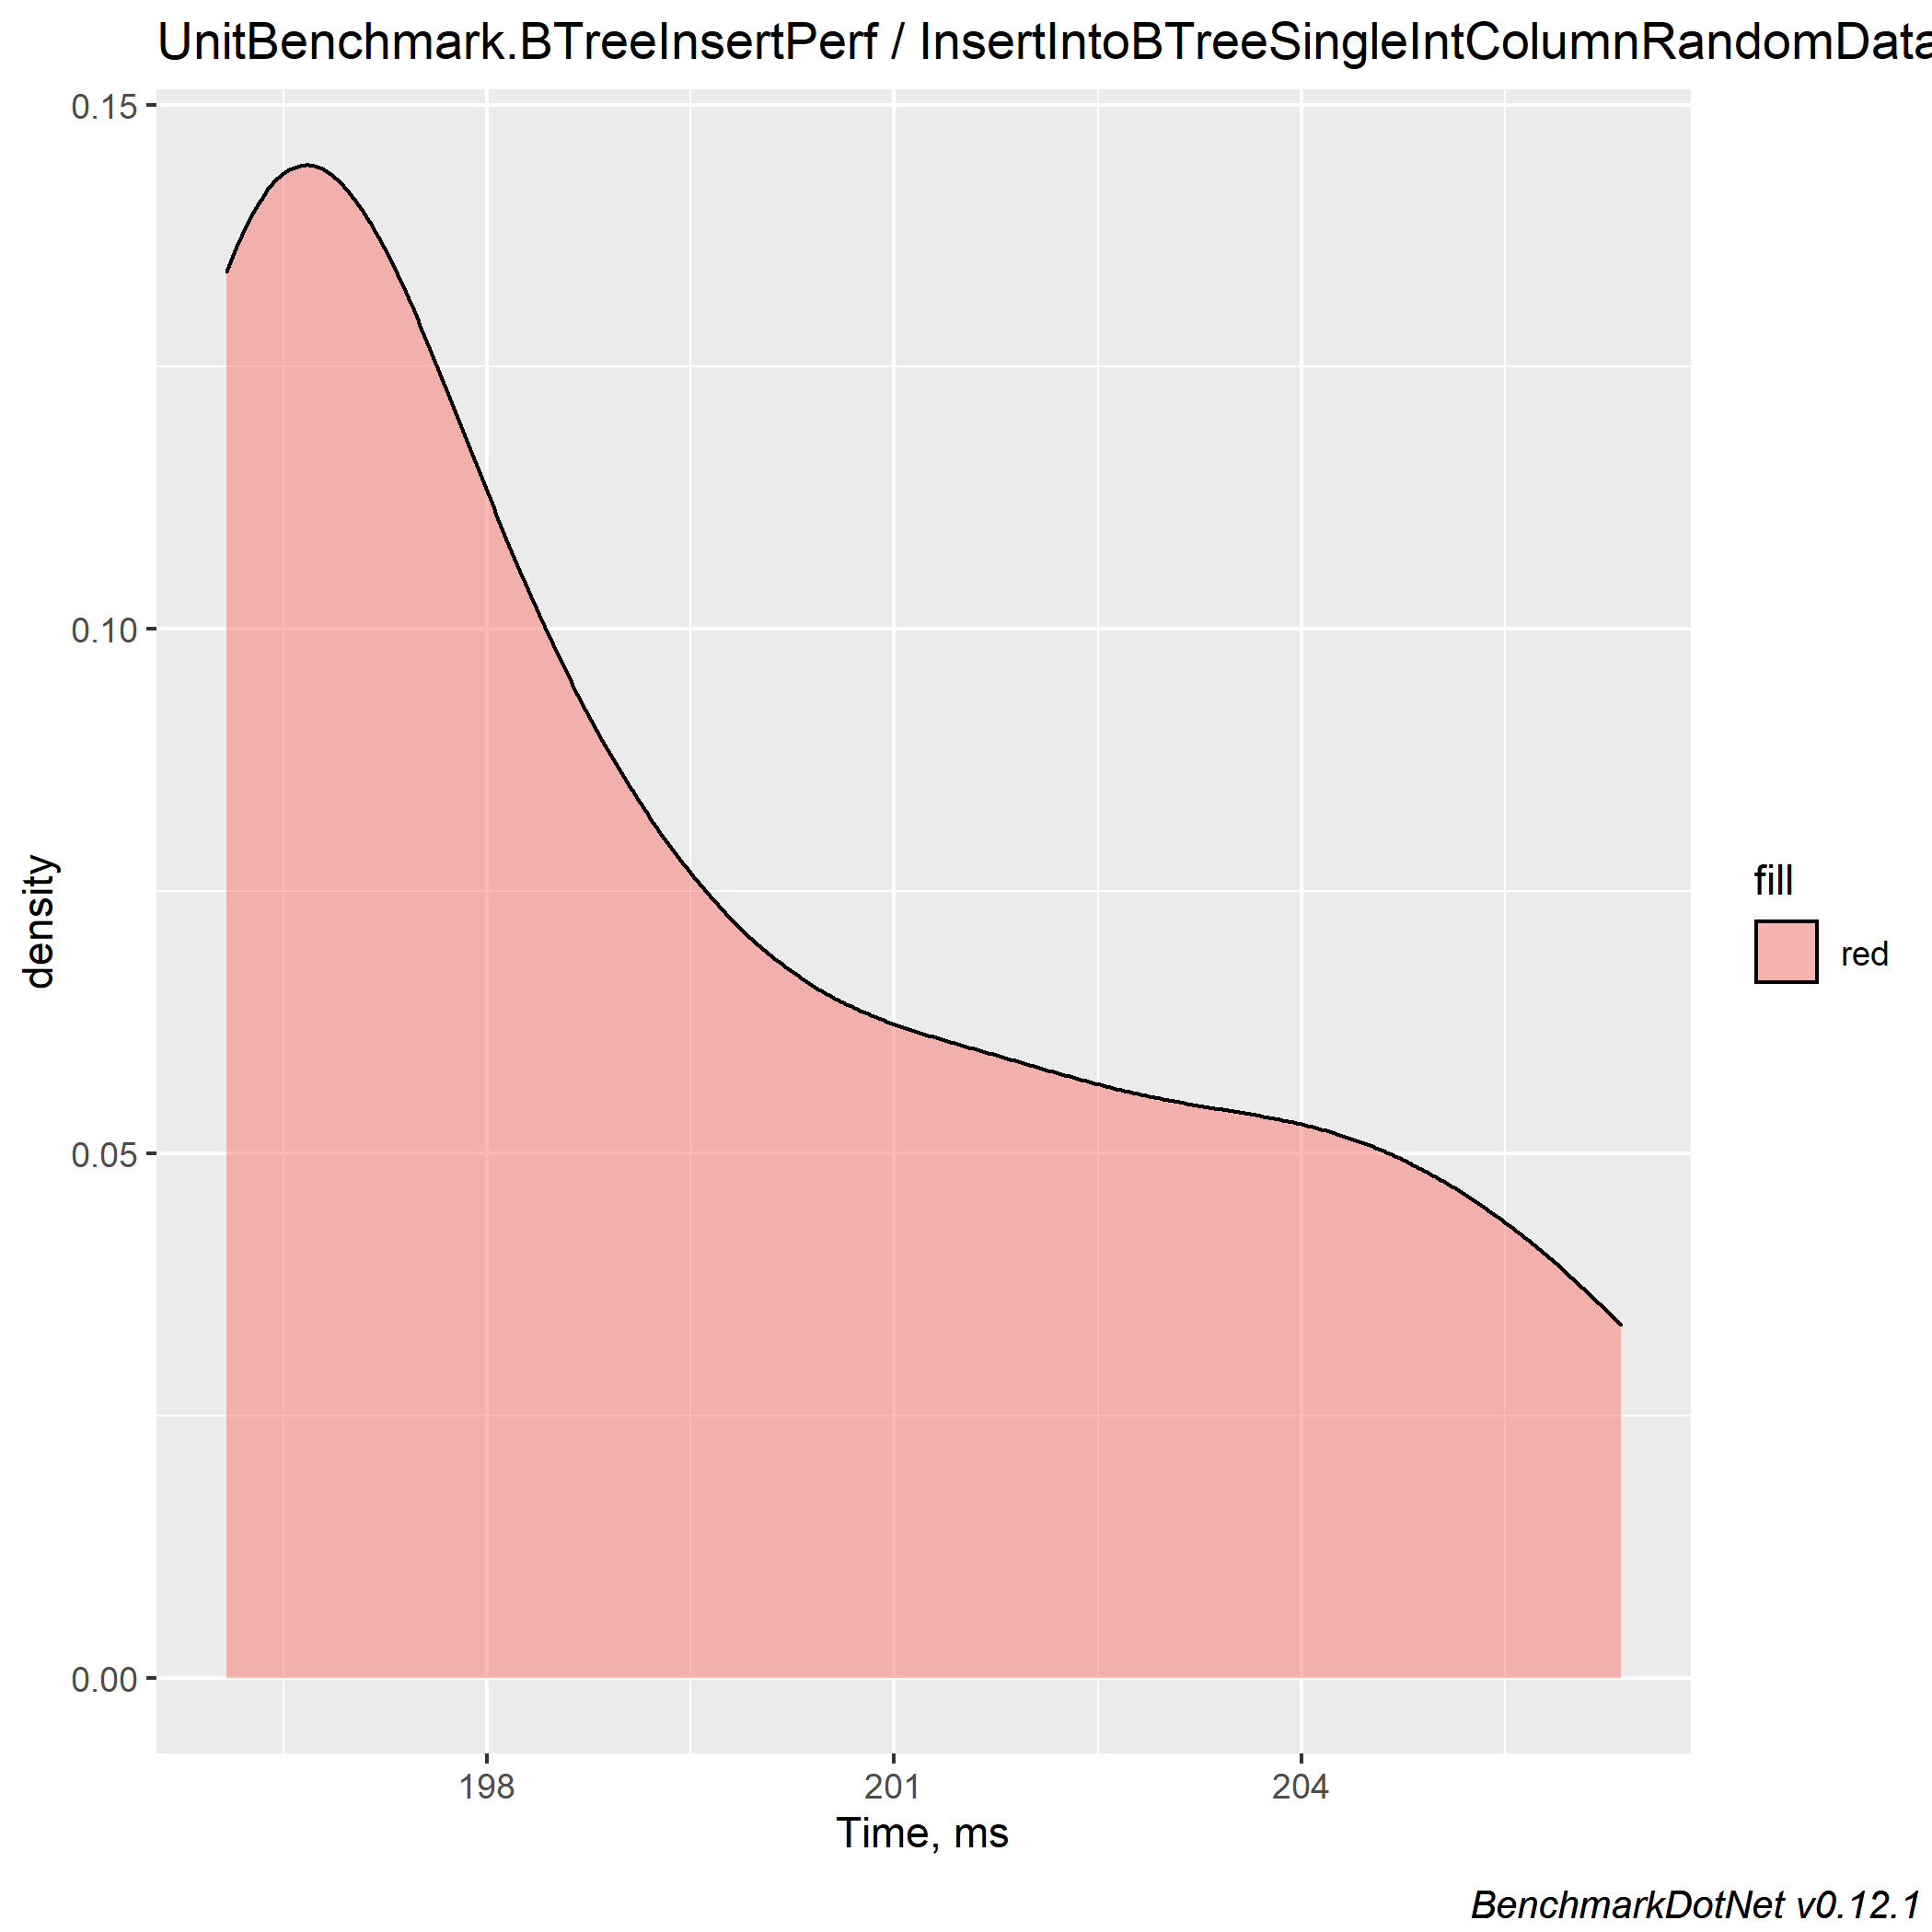 UnitBenchmark.BTreeInsertPerf / InsertIntoBTreeSingleIntColumnRandomData
0.15
0.10
0.05
0.00
density
198
201
204
Time, ms
fill
red
BenchmarkDotNet v0.12.1